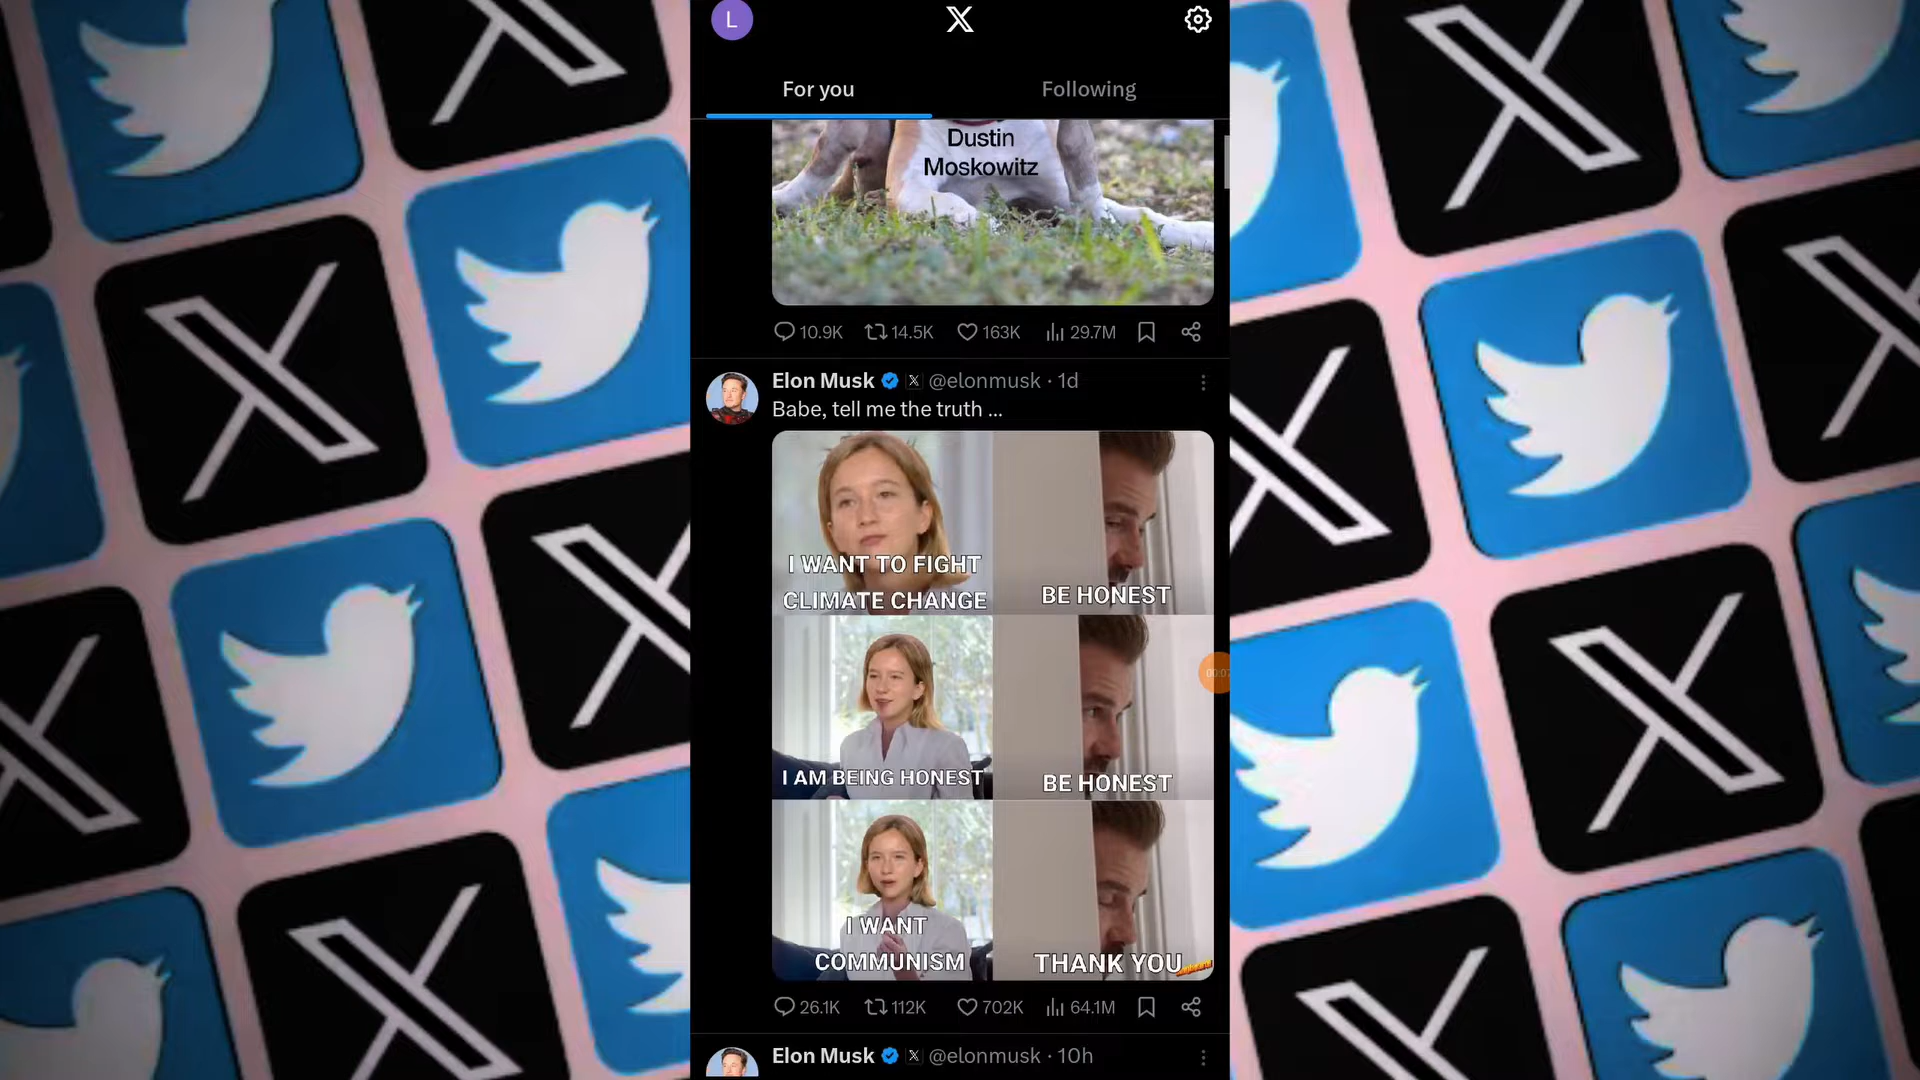 L
X
For you
Following
Dustin
Moskowitz
10.9K 14.5K 163K 29.7M
Elon Musk @elonmusk · 1d
Babe, tell me the truth ...
I WANT TO FIGHT
CLIMATE CHANGE
BE HONEST
I AM BEING HONEST
BE HONEST
I WANT
COMMUNISM
THANK YOU
26.1K 112K 702K 64.1M
Elon Musk @elonmusk · 10h